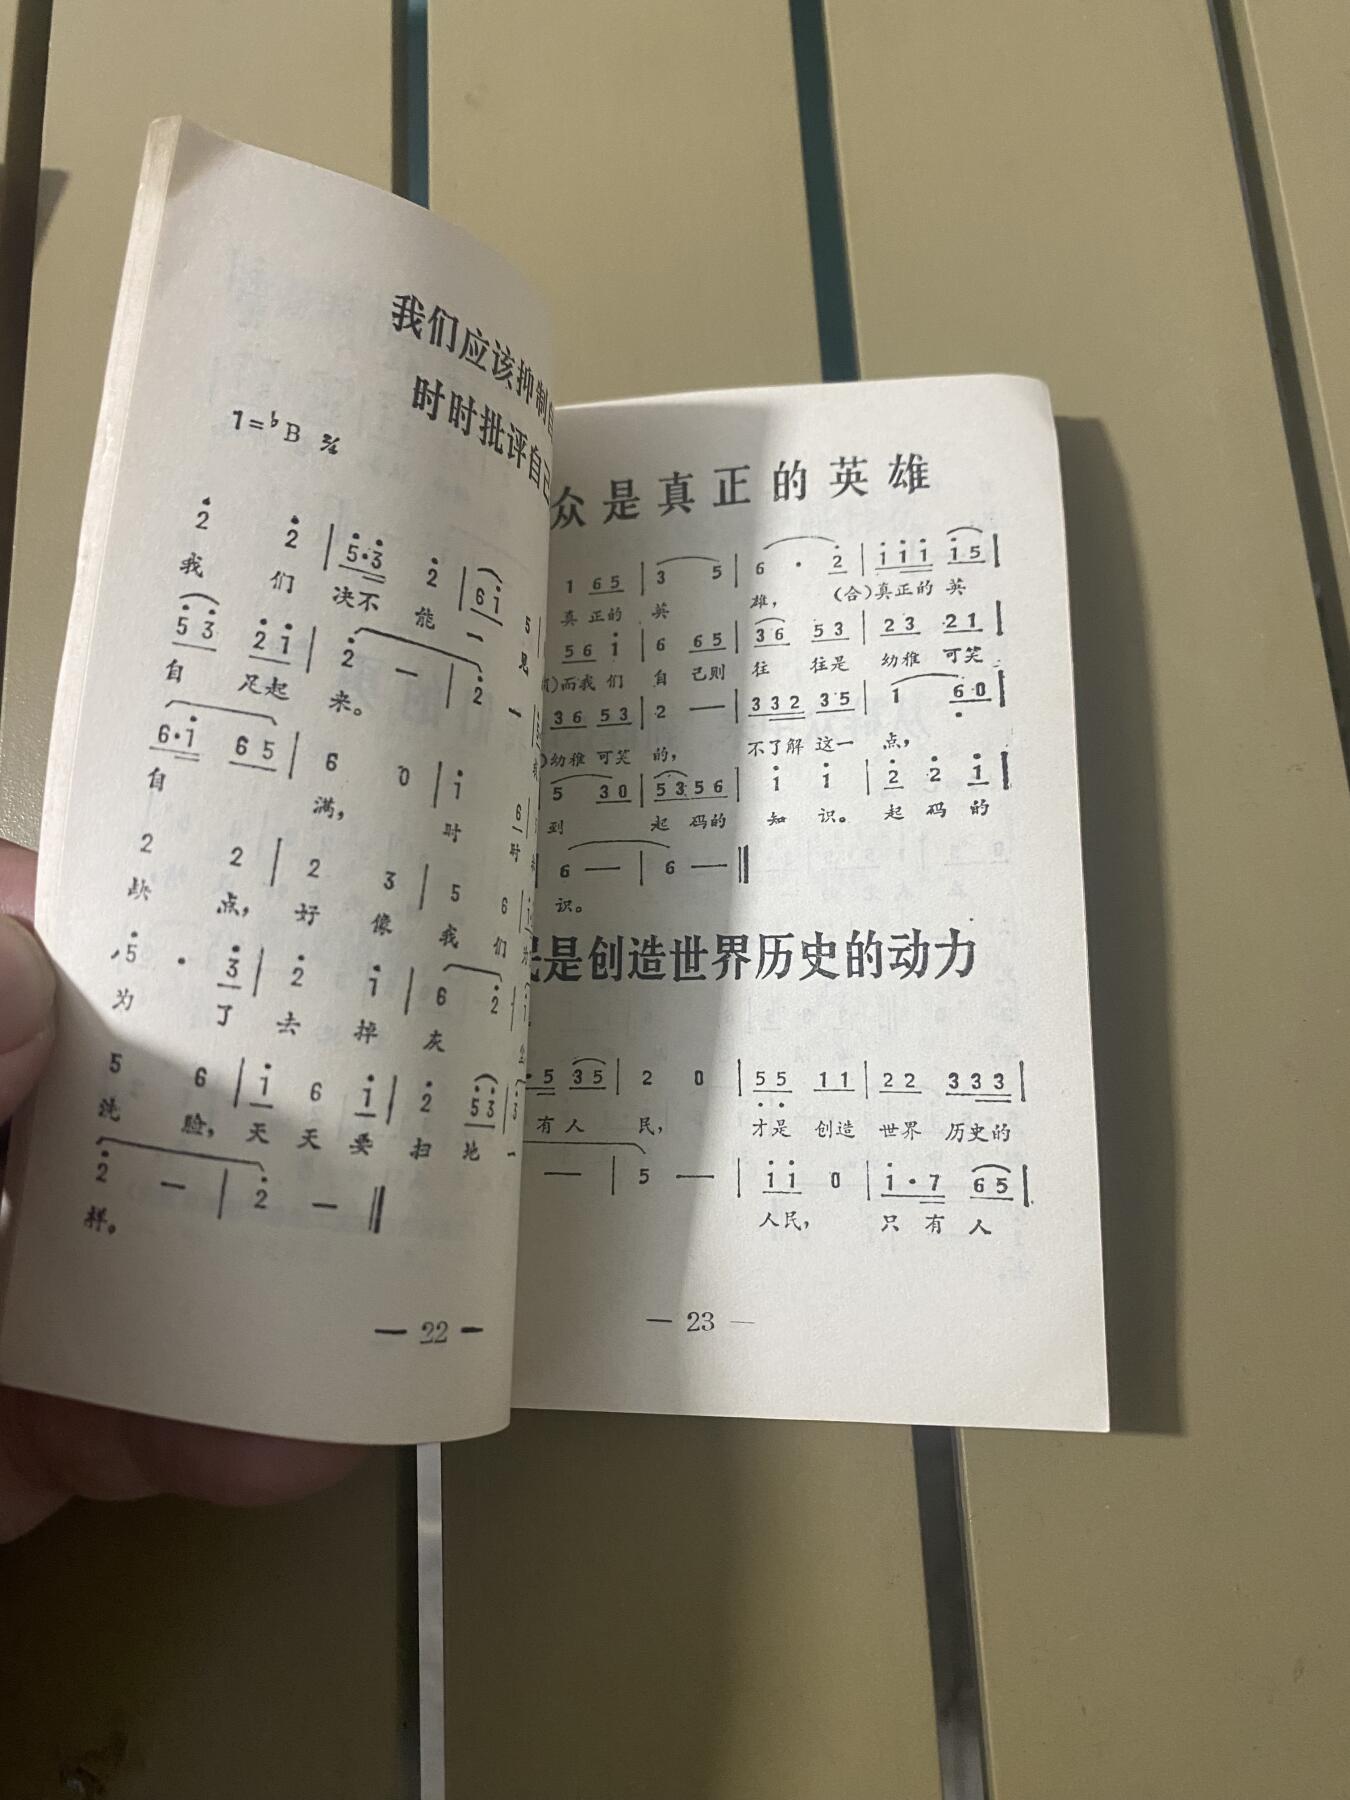 我们应该抑制自
时时批评自己
1=♭B 2/4
2̇ 2̇ | 5̇·3̇ 2̇ | 6 1̇ 5 |
我 们 决不 能 一 见
5̇ 3̇ 2̇ 1̇ | 2̇ — | 2̇ —
自 足起 来。
6·1̇ 6 5 | 6 0 | 1̇ 6 |
自 满, 时 时
2 2 | 2 3 | 5 6 |
点, 好 像 我 们
5̇ · 3̇ | 2̇ 1̇ | 6 2̇ |
为 了 去 掉 灰
5 6 | 1̇ 6 1̇ | 2̇ 5̇ 3̇ | 3̇
洗 脸, 天 天 要 扫 地 一
2̇ — | 2̇ — ‖
样。
— 22 —
众是真正的英雄
1 6 5 | 3 5 | 6 · 2̇ | 1̇ 1̇ 1̇ 1̇ 5 |
真 正的 英 雄, (合)真正的 英
5 6 1̇ | 6 6 5 | 3 6 5 3 | 2 3 2 1 |
)而我 们 自 己则 往 往是 幼稚 可笑
3 6 5 3 | 2 — | 3 3 2 3 5 | 1 6̣ 0 |
)幼稚 可笑 的, 不了解 这一 点,
5 3 0 | 5 3 5 6 | 1̇ 1̇ | 2̇ 2̇ 1̇ |
到 起 码的 知 识。 起 码 的
6 — | 6 — ‖
识。
民是创造世界历史的动力
· 5 3 5 | 2 0 | 5̣ 5̣ 1 1 | 2 2 3 3 3 |
有人 民, 才是 创造 世界 历史的
— | 5 — | 1̇ 1̇ 0 | 1̇ · 7 6 5 |
人民, 只 有 人
— 23 —